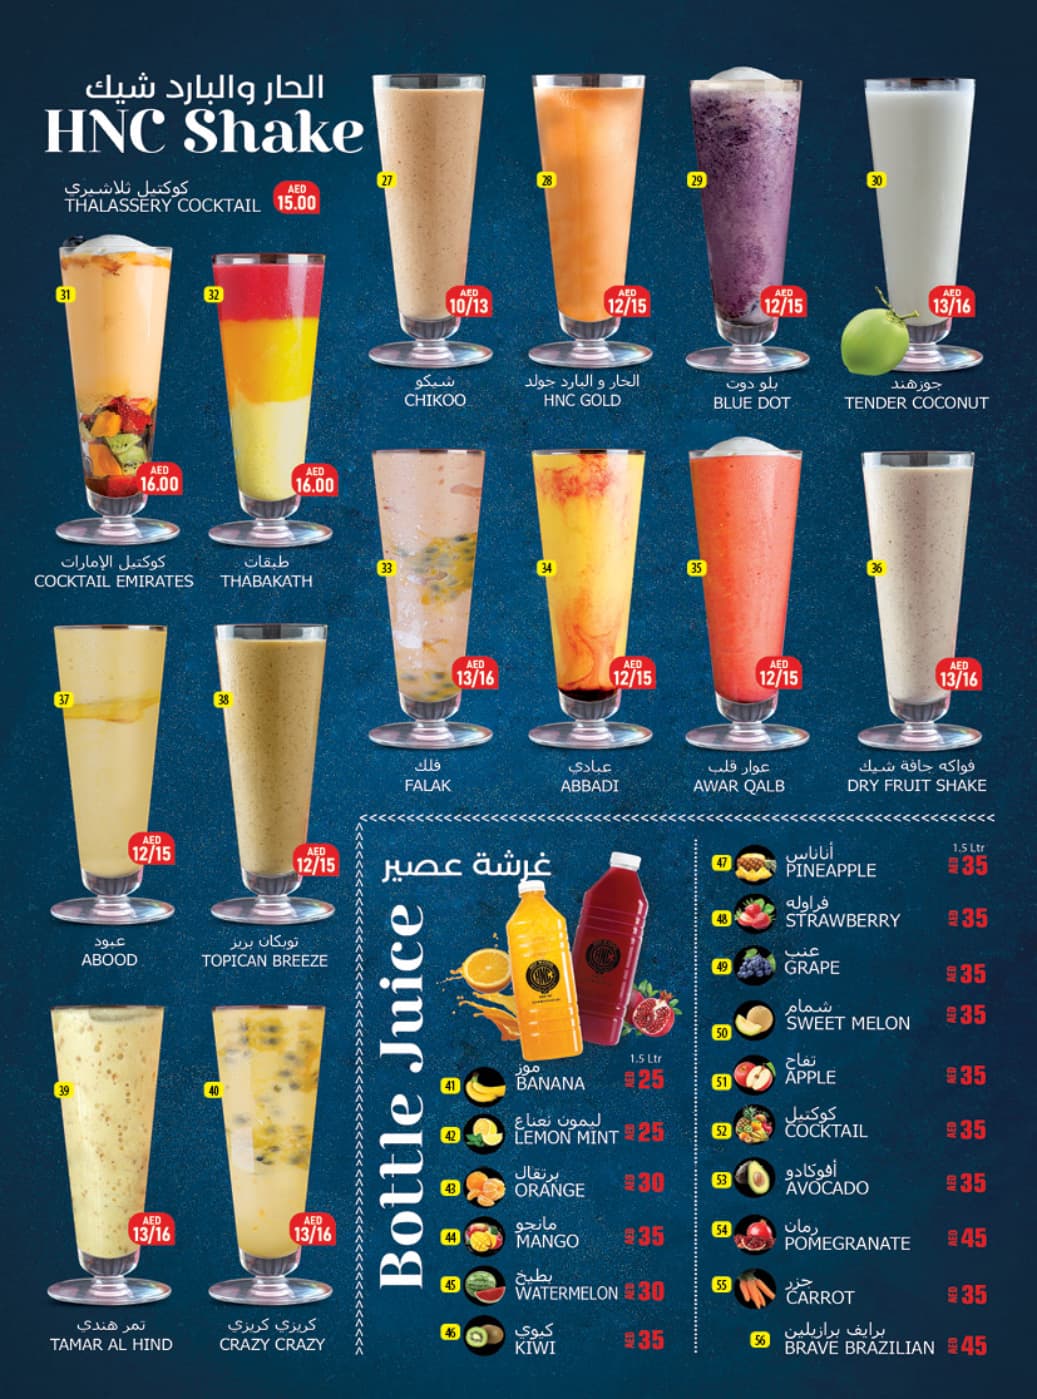 الحار والبارد شيك
HNC Shake
كوكتيل ثلاشيري
THALASSERY COCKTAIL
AED
15.00
27
AED
10/13
شيكو
CHIKOO
28
AED
12/15
الخار و البارد جولد
HNC GOLD
29
AED
12/15
بلو دوت
BLUE DOT
30
AED
13/16
جوزهند
TENDER COCONUT
31
AED
16.00
كوكتيل الإمارات
COCKTAIL EMIRATES
32
AED
16.00
طبقات
THABAKATH
33
AED
13/16
فلك
FALAK
34
AED
12/15
عبادي
ABBADI
35
AED
12/15
عوار قلب
AWAR QALB
36
AED
13/16
فواكه جافة شيك
DRY FRUIT SHAKE
37
AED
12/15
عبود
ABOOD
38
AED
12/15
توبكان بريز
TOPICAN BREEZE
39
AED
13/16
تمر هندي
TAMAR AL HIND
40
AED
13/16
كريزي كريزي
CRAZY CRAZY
غرشة عصير
Bottle Juice
HNC
1.5 Ltr
41 موز
BANANA AED 25
42 ليمون نعناع
LEMON MINT AED 25
43 برتقال
ORANGE AED 30
44 مانجو
MANGO AED 35
45 بطيخ
WATERMELON AED 30
46 كيوي
KIWI AED 35
1.5 Ltr
47 أناناس
PINEAPPLE AED 35
48 فراوله
STRAWBERRY AED 35
49 عنب
GRAPE AED 35
50 شمام
SWEET MELON AED 35
51 تفاح
APPLE AED 35
52 كوكتيل
COCKTAIL AED 35
53 أفوكادو
AVOCADO AED 35
54 رمان
POMEGRANATE AED 45
55 جزر
CARROT AED 35
56 برايف برازيلين
BRAVE BRAZILIAN AED 45